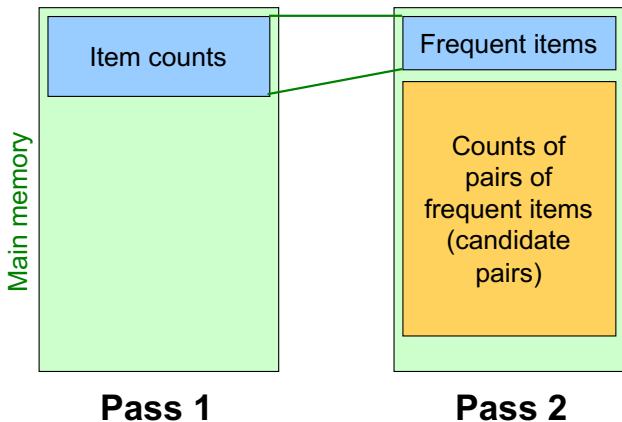 Main memory
Item counts
Frequent items
Counts of
pairs of
frequent items
(candidate
pairs)
Pass 1
Pass 2